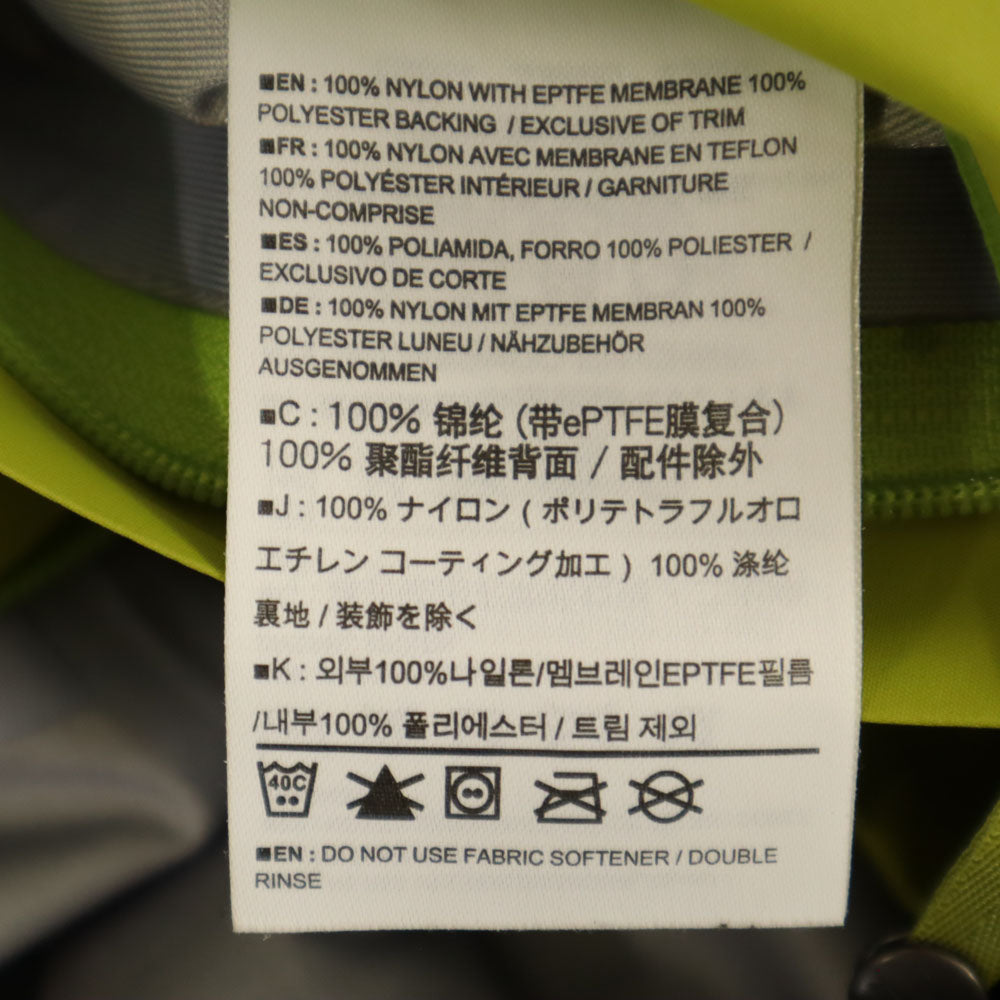 ■EN : 100% NYLON WITH EPTFE MEMBRANE 100%
POLYESTER BACKING / EXCLUSIVE OF TRIM
■FR : 100% NYLON AVEC MEMBRANE EN TEFLON
100% POLYÉSTER INTÉRIEUR / GARNITURE
NON-COMPRISE
■ES : 100% POLIAMIDA, FORRO 100% POLIESTER /
EXCLUSIVO DE CORTE
■DE : 100% NYLON MIT EPTFE MEMBRAN 100%
POLYESTER LUNEU / NÄHZUBEHÖR
AUSGENOMMEN
■C : 100% 锦纶 (带ePTFE膜复合)
100% 聚酯纤维背面 / 配件除外
■J : 100% ナイロン ( ポリテトラフルオロ
エチレン コーティング加工 ) 100% 涤纶
裏地 / 装飾を除く
■K : 외부100%나일론/멤브레인EPTFE필름
/내부100% 폴리에스터 / 트림 제외
40C
■EN : DO NOT USE FABRIC SOFTENER / DOUBLE
RINSE